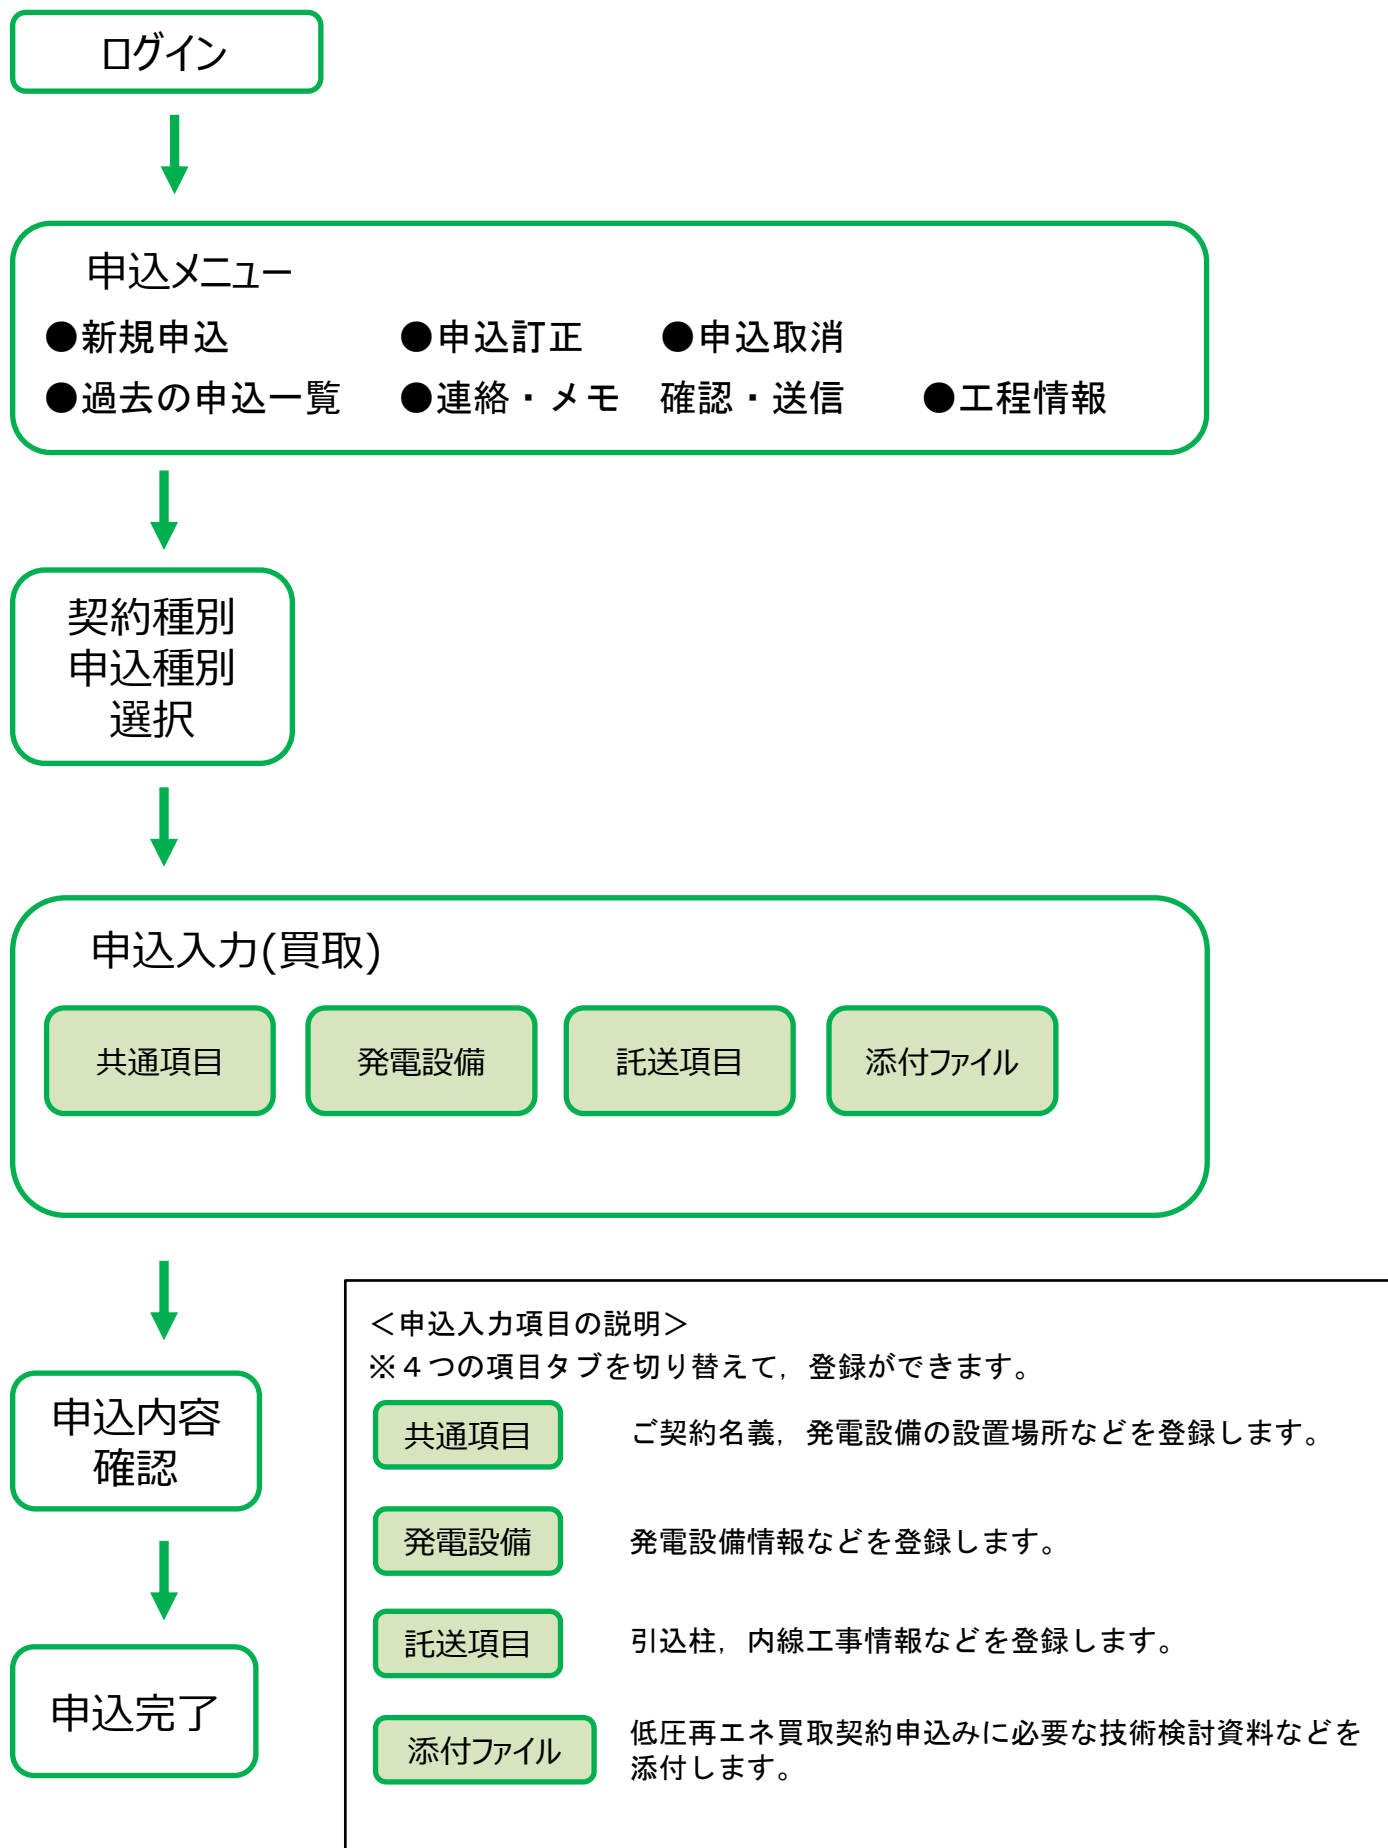 ログイン
申込メニュー
●新規申込 ●申込訂正 ●申込取消
●過去の申込一覧 ●連絡・メモ 確認・送信 ●工程情報
契約種別
申込種別
選択
申込入力(買取)
共通項目 発電設備 託送項目 添付ファイル
申込内容
確認
申込完了
＜申込入力項目の説明＞
※４つの項目タブを切り替えて，登録ができます。
共通項目 ご契約名義，発電設備の設置場所などを登録します。
発電設備 発電設備情報などを登録します。
託送項目 引込柱，内線工事情報などを登録します。
添付ファイル 低圧再エネ買取契約申込みに必要な技術検討資料などを
添付します。